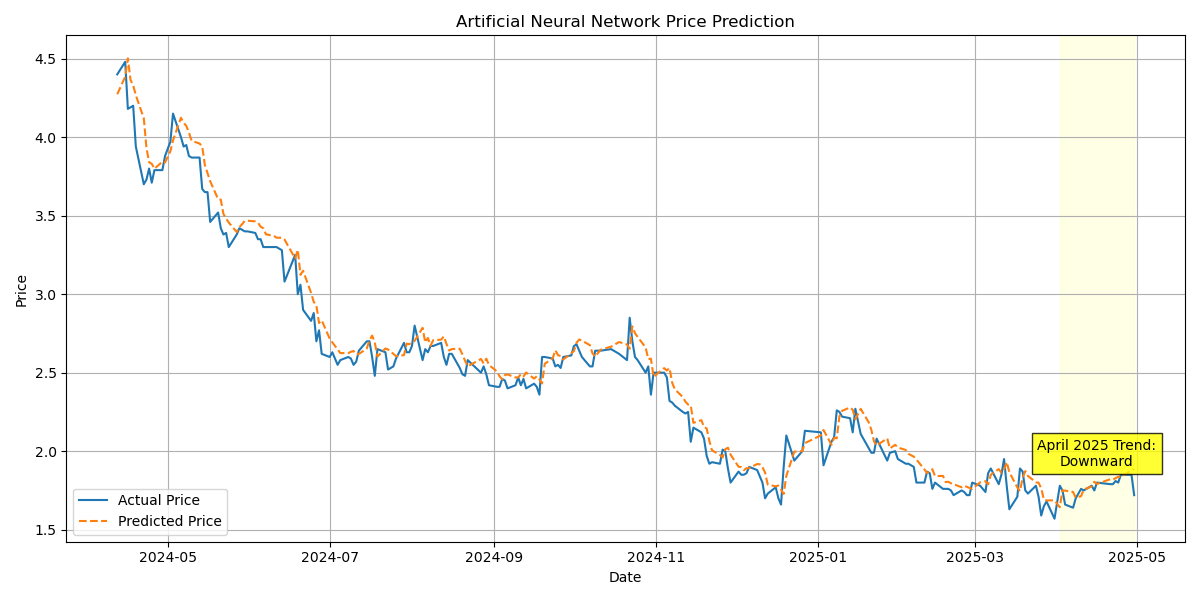 Artificial Neural Network Price Prediction
4.5
4.0
3.5
3.0
2.5
2.0
1.5
Price
April 2025 Trend:
Downward
Actual Price
Predicted Price
2024-05
2024-07
2024-09
2024-11
2025-01
2025-03
2025-05
Date